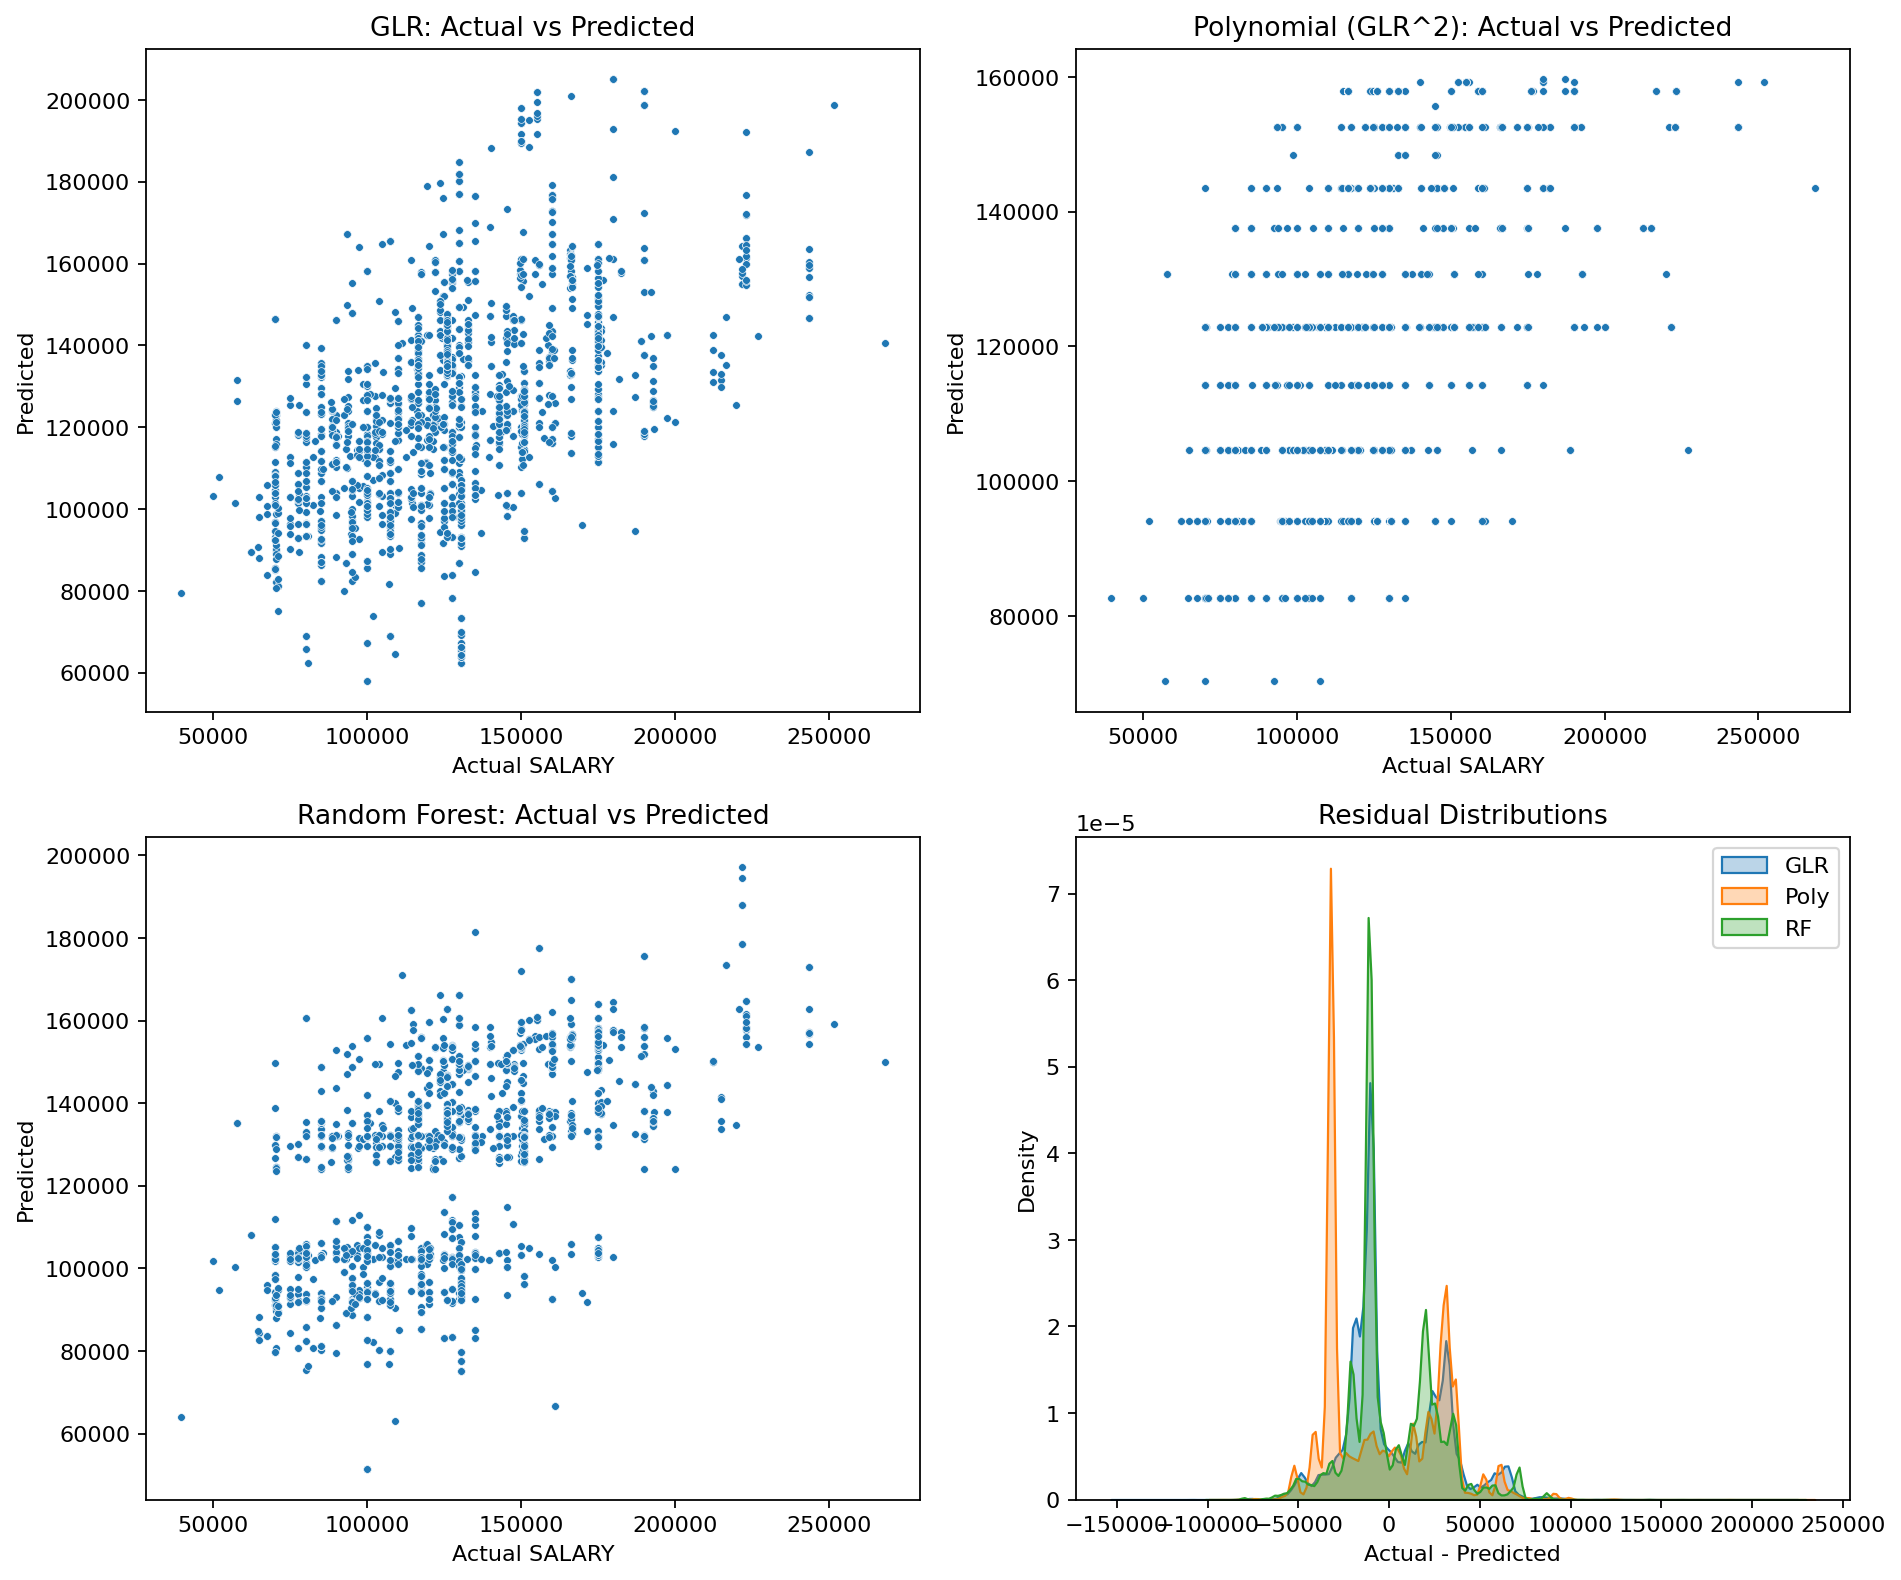 GLR: Actual vs Predicted
200000
180000
160000
140000
120000
100000
80000
60000
Predicted
50000 100000 150000 200000 250000
Actual SALARY
Polynomial (GLR^2): Actual vs Predicted
160000
140000
120000
100000
80000
Predicted
50000 100000 150000 200000 250000
Actual SALARY
Random Forest: Actual vs Predicted
200000
180000
160000
140000
120000
100000
80000
60000
Predicted
50000 100000 150000 200000 250000
Actual SALARY
Residual Distributions
1e−5
GLR
Poly
RF
7
6
5
4
3
2
1
0
Density
−150000 −100000 −50000 0 50000 100000 150000 200000 250000
Actual - Predicted